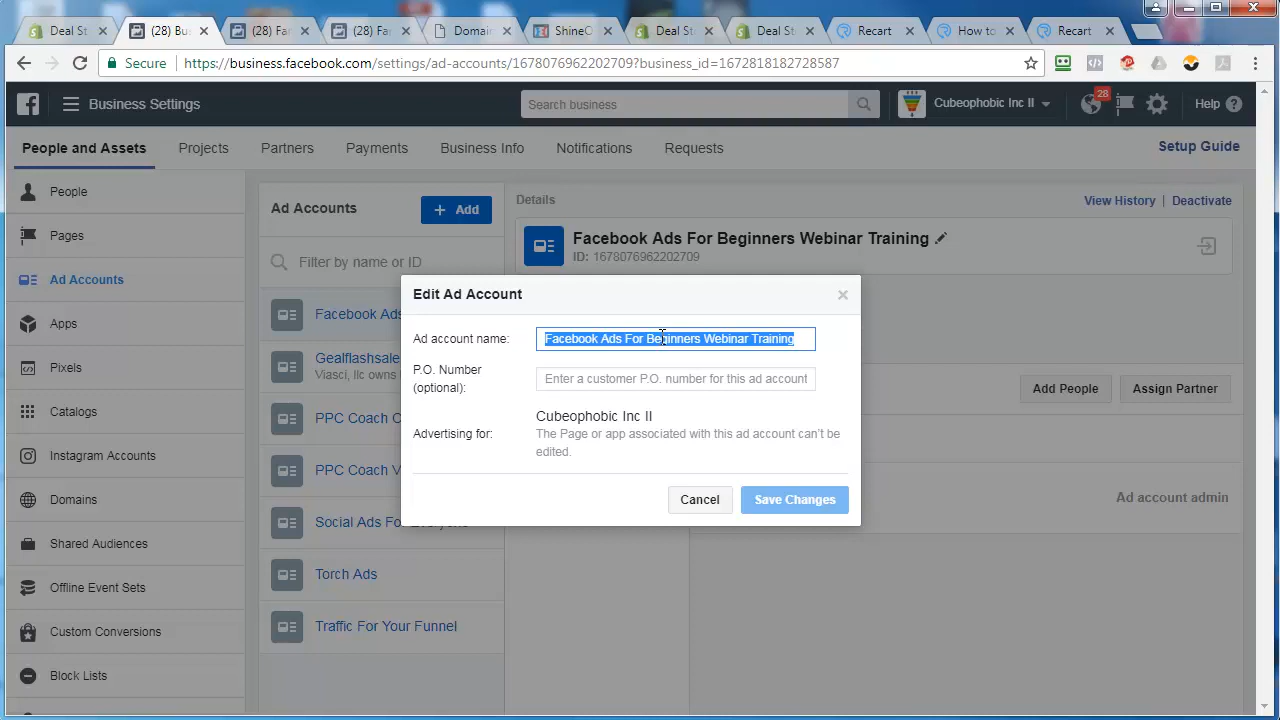 Deal St
(28) Bu
(28) Fa
(28) Fa
Domai
ShineO
Deal St
Deal St
Recart
How to
Recart
Secure
https://business.facebook.com/settings/ad-accounts/1678076962202709?business_id=1672818182728587
Business Settings
Search business
Cubeophobic Inc II
28
Help
People and Assets
Projects
Partners
Payments
Business Info
Notifications
Requests
Setup Guide
People
Pages
Ad Accounts
Apps
Pixels
Catalogs
Instagram Accounts
Domains
Shared Audiences
Offline Event Sets
Custom Conversions
Block Lists
Ad Accounts
+ Add
Filter by name or ID
Facebook Ads
Gealflashsale
Viasci, llc owns
PPC Coach C
PPC Coach V
Social Ads For Everyone
Torch Ads
Traffic For Your Funnel
Details
View History | Deactivate
Facebook Ads For Beginners Webinar Training
ID: 1678076962202709
Add People
Assign Partner
Ad account admin
Edit Ad Account
Ad account name:
Facebook Ads For Beginners Webinar Training
P.O. Number
(optional):
Enter a customer P.O. number for this ad account
Advertising for:
Cubeophobic Inc II
The Page or app associated with this ad account can't be
edited.
Cancel
Save Changes